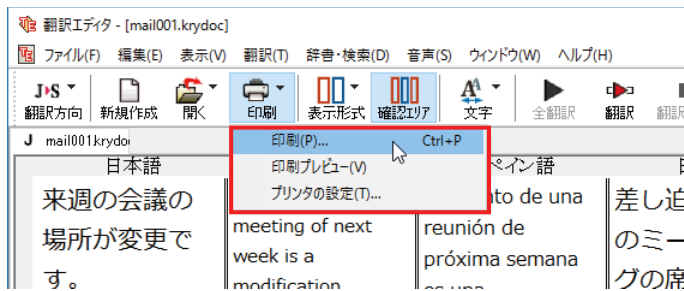 翻訳エディタ - [mail001.krydoc]
ファイル(F) 編集(E) 表示(V) 翻訳(T) 辞書・検索(D) 音声(S) ウィンドウ(W) ヘルプ(H)
J▸S
翻訳方向 新規作成 開く 印刷 表示形式 確認エリア 文字 全翻訳 翻訳 翻訳
J mail001.krydo
印刷(P)... Ctrl+P
印刷プレビュー(V)
プリンタの設定(T)...
日本語
来週の会議の
場所が変更で
す。
meeting of next
week is a
modification
ペイン語
to de una
reunión de
próxima semana
es una
差し迫
のミー
グの席